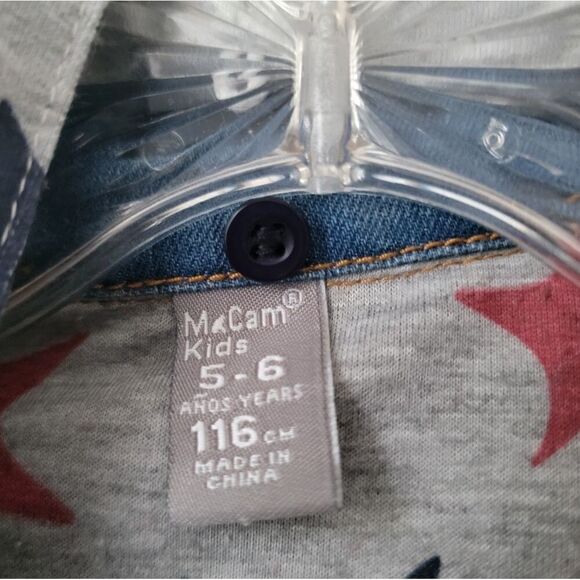 McCam®
Kids
5-6
AÑOS YEARS
116 CM
MADE IN
CHINA